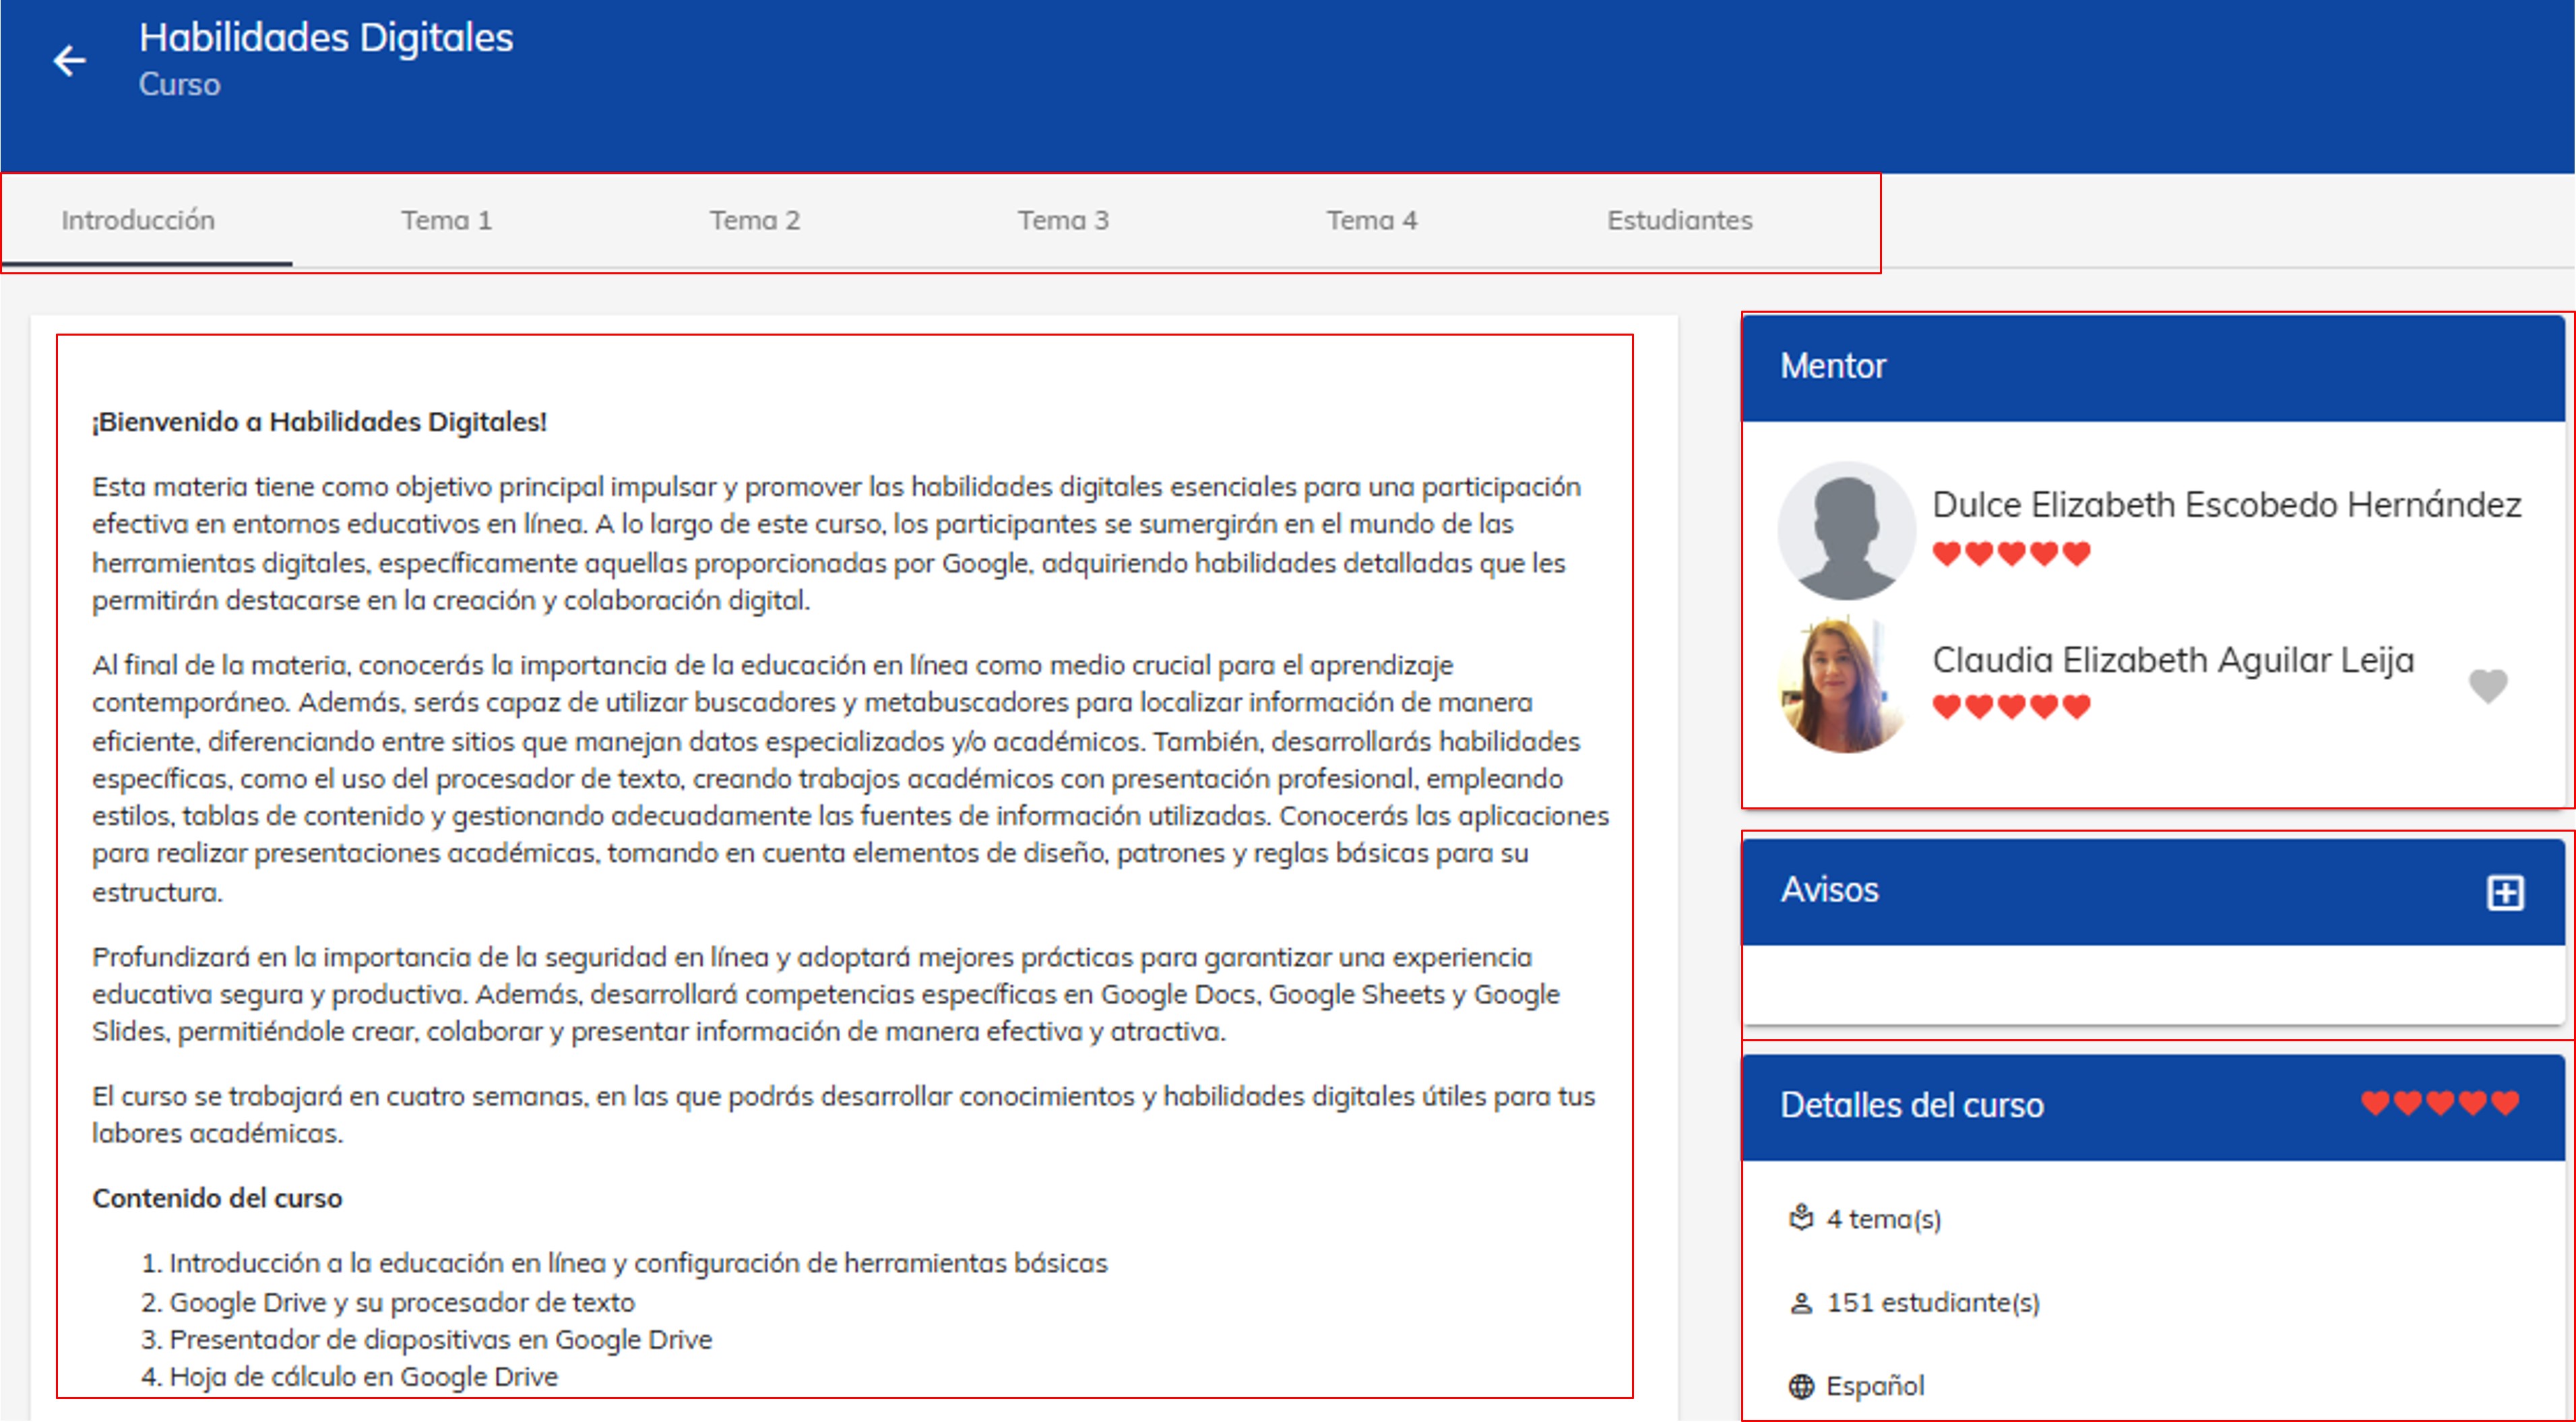 Habilidades Digitales
Curso
Introducción
Tema 1
Tema 2
Tema 3
Tema 4
Estudiantes
¡Bienvenido a Habilidades Digitales!
Esta materia tiene como objetivo principal impulsar y promover las habilidades digitales esenciales para una participación
efectiva en entornos educativos en línea. A lo largo de este curso, los participantes se sumergirán en el mundo de las
herramientas digitales, específicamente aquellas proporcionadas por Google, adquiriendo habilidades detalladas que les
permitirán destacarse en la creación y colaboración digital.
Al final de la materia, conocerás la importancia de la educación en línea como medio crucial para el aprendizaje
contemporáneo. Además, serás capaz de utilizar buscadores y metabuscadores para localizar información de manera
eficiente, diferenciando entre sitios que manejan datos especializados y/o académicos. También, desarrollarás habilidades
específicas, como el uso del procesador de texto, creando trabajos académicos con presentación profesional, empleando
estilos, tablas de contenido y gestionando adecuadamente las fuentes de información utilizadas. Conocerás las aplicaciones
para realizar presentaciones académicas, tomando en cuenta elementos de diseño, patrones y reglas básicas para su
estructura.
Profundizará en la importancia de la seguridad en línea y adoptará mejores prácticas para garantizar una experiencia
educativa segura y productiva. Además, desarrollará competencias específicas en Google Docs, Google Sheets y Google
Slides, permitiéndole crear, colaborar y presentar información de manera efectiva y atractiva.
El curso se trabajará en cuatro semanas, en las que podrás desarrollar conocimientos y habilidades digitales útiles para tus
labores académicas.
Contenido del curso
1. Introducción a la educación en línea y configuración de herramientas básicas
2. Google Drive y su procesador de texto
3. Presentador de diapositivas en Google Drive
4. Hoja de cálculo en Google Drive
Mentor
Dulce Elizabeth Escobedo Hernández
Claudia Elizabeth Aguilar Leija
Avisos
Detalles del curso
4 tema(s)
151 estudiante(s)
Español